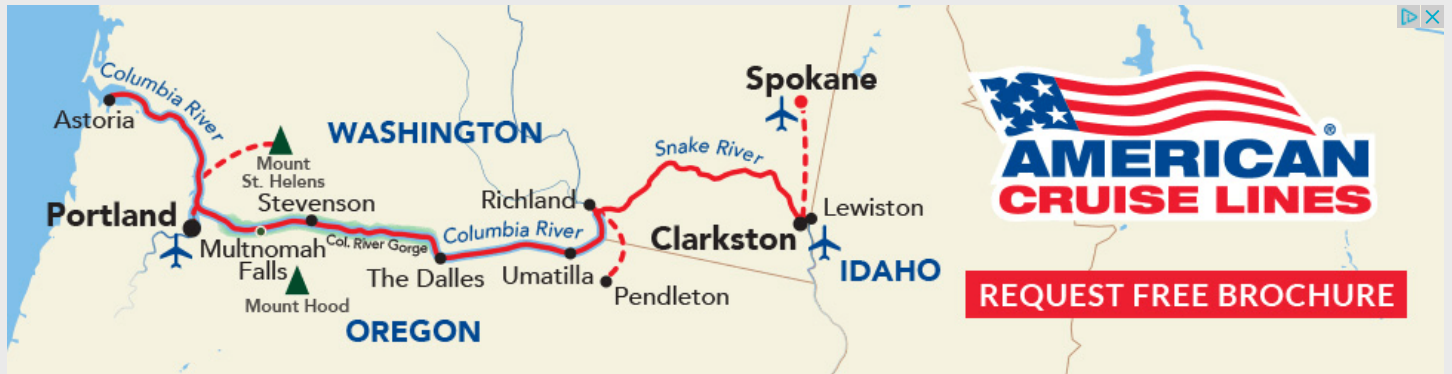 Columbia River
Astoria
WASHINGTON
Mount
St. Helens
Stevenson
Portland
Multnomah
Falls
Col. River Gorge
Mount Hood
The Dalles
OREGON
Columbia River
Umatilla
Richland
Pendleton
Snake River
Spokane
Clarkston
Lewiston
IDAHO
®
AMERICAN
CRUISE LINES
REQUEST FREE BROCHURE